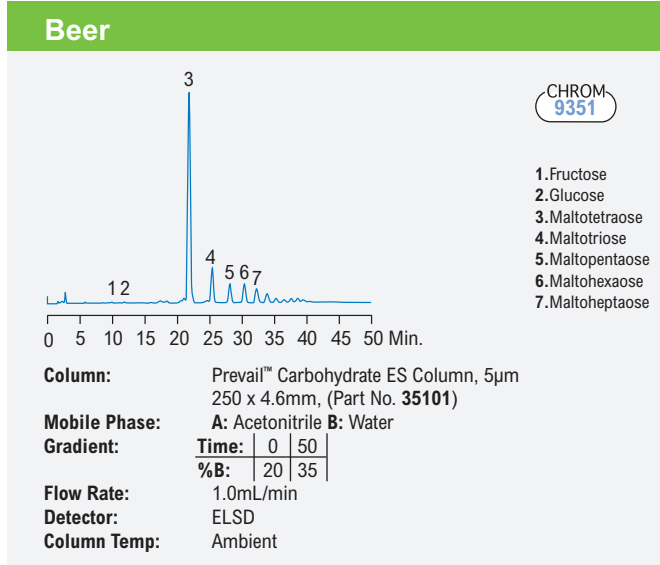 Beer
CHROM
9351
3
4
5 6 7
1 2
0 5 10 15 20 25 30 35 40 45 50 Min.
1.Fructose
2.Glucose
3.Maltotetraose
4.Maltotriose
5.Maltopentaose
6.Maltohexaose
7.Maltoheptaose
Column: Prevail™ Carbohydrate ES Column, 5µm
250 x 4.6mm, (Part No. 35101)
Mobile Phase: A: Acetonitrile B: Water
Gradient: Time: 0 50
%B: 20 35
Flow Rate: 1.0mL/min
Detector: ELSD
Column Temp: Ambient